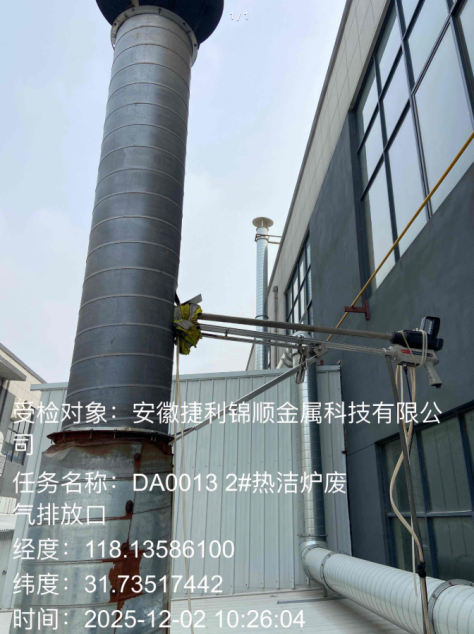 受检对象：安徽捷利锦顺金属科技有限公
司
任务名称：DA0013 2#热洁炉废
气排放口
经度：118.13586100
纬度：31.73517442
时间：2025-12-02 10:26:04